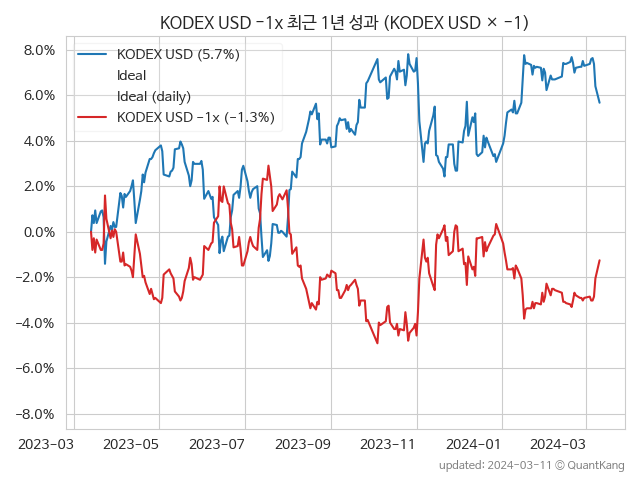 KODEX USD −1x 최근 1년 성과 (KODEX USD × −1)
8.0%
6.0%
4.0%
2.0%
0.0%
−2.0%
−4.0%
−6.0%
−8.0%
KODEX USD (5.7%)
Ideal
Ideal (daily)
KODEX USD −1x (−1.3%)
2023-03
2023-05
2023-07
2023-09
2023-11
2024-01
2024-03
updated: 2024-03-11 ⓒ QuantKang